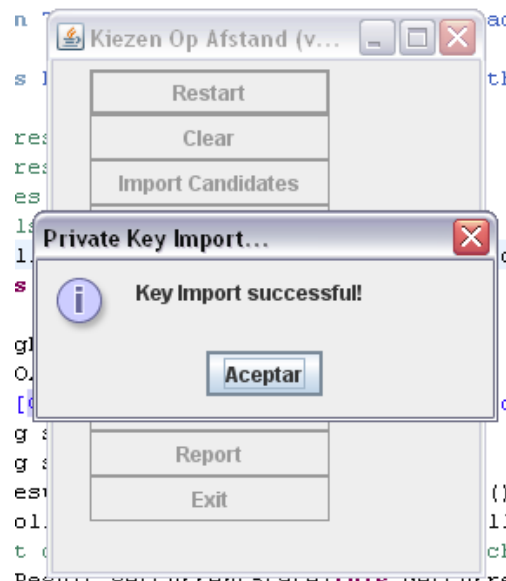 Kiezen Op Afstand (v...
Restart
Clear
Import Candidates
Private Key Import...
Key Import successful!
Aceptar
Report
Exit